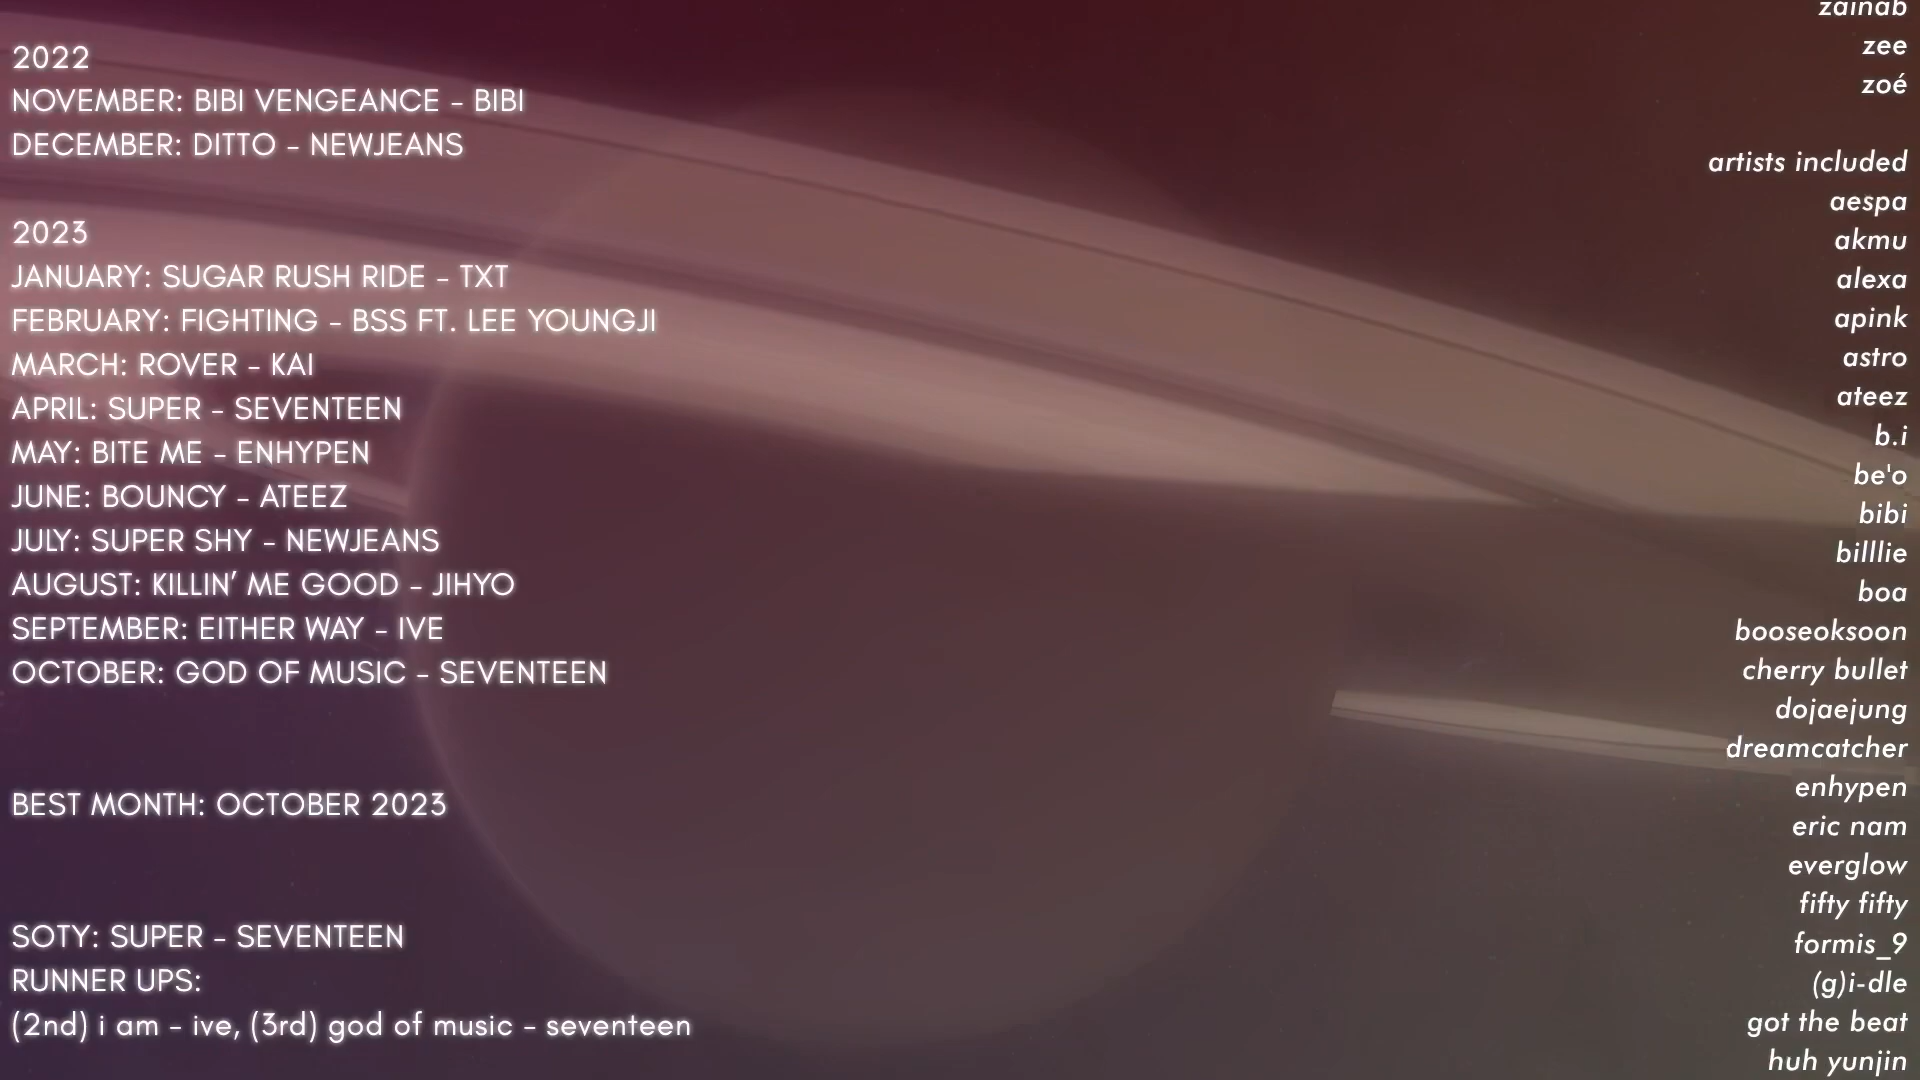 2022
NOVEMBER: BIBI VENGEANCE - BIBI
DECEMBER: DITTO - NEWJEANS
2023
JANUARY: SUGAR RUSH RIDE - TXT
FEBRUARY: FIGHTING - BSS FT. LEE YOUNGJI
MARCH: ROVER - KAI
APRIL: SUPER - SEVENTEEN
MAY: BITE ME - ENHYPEN
JUNE: BOUNCY - ATEEZ
JULY: SUPER SHY - NEWJEANS
AUGUST: KILLIN' ME GOOD - JIHYO
SEPTEMBER: EITHER WAY - IVE
OCTOBER: GOD OF MUSIC - SEVENTEEN
BEST MONTH: OCTOBER 2023
SOTY: SUPER - SEVENTEEN
RUNNER UPS:
(2nd) i am - ive, (3rd) god of music - seventeen
zainab
zee
zoé
artists included
aespa
akmu
alexa
apink
astro
ateez
b.i
be'o
bibi
billlie
boa
booseoksoon
cherry bullet
dojaejung
dreamcatcher
enhypen
eric nam
everglow
fifty fifty
formis_9
(g)i-dle
got the beat
huh yunjin